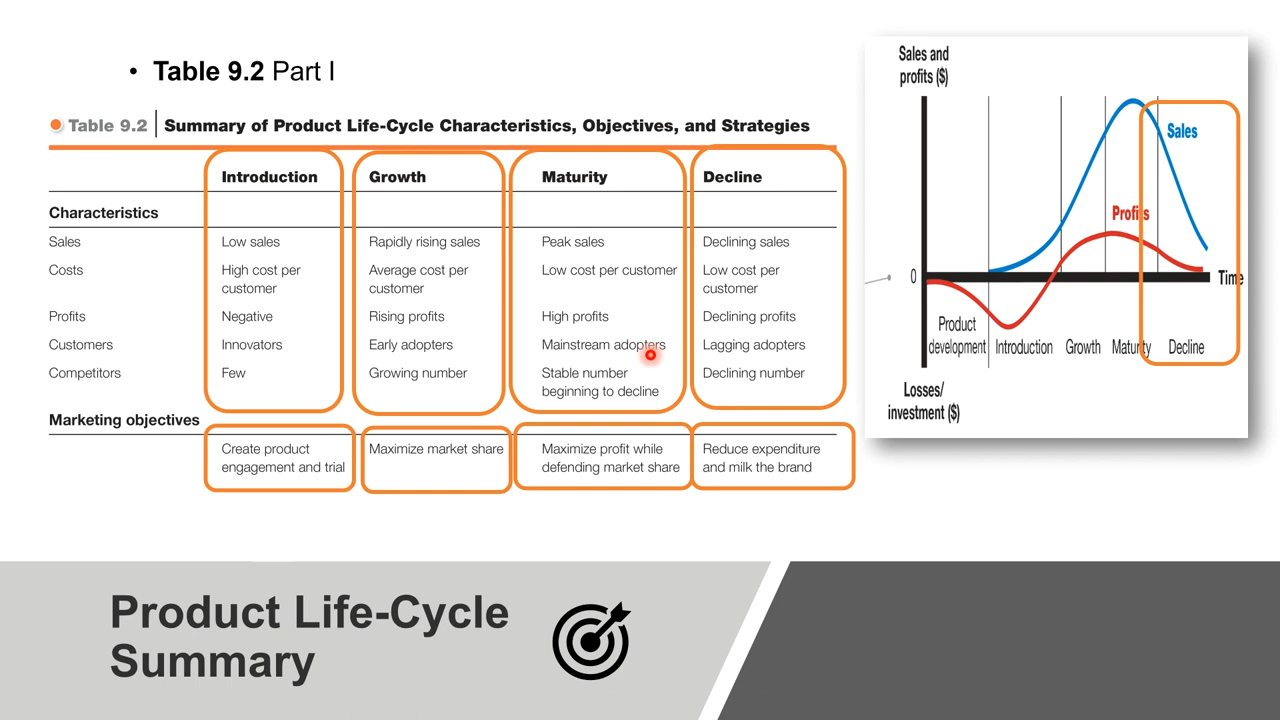 • Table 9.2 Part I
Table 9.2 Summary of Product Life-Cycle Characteristics, Objectives, and Strategies
Introduction Growth Maturity Decline
Characteristics
Sales Low sales Rapidly rising sales Peak sales Declining sales
Costs High cost per Average cost per Low cost per customer Low cost per
customer customer customer
Profits Negative Rising profits High profits Declining profits
Customers Innovators Early adopters Mainstream adopters Lagging adopters
Competitors Few Growing number Stable number Declining number
beginning to decline
Marketing objectives
Create product Maximize market share Maximize profit while Reduce expenditure
engagement and trial defending market share and milk the brand
Sales and
profits ($)
Sales
Profits
0
Time
Product
development Introduction Growth Maturity Decline
Losses/
investment ($)
Product Life-Cycle
Summary